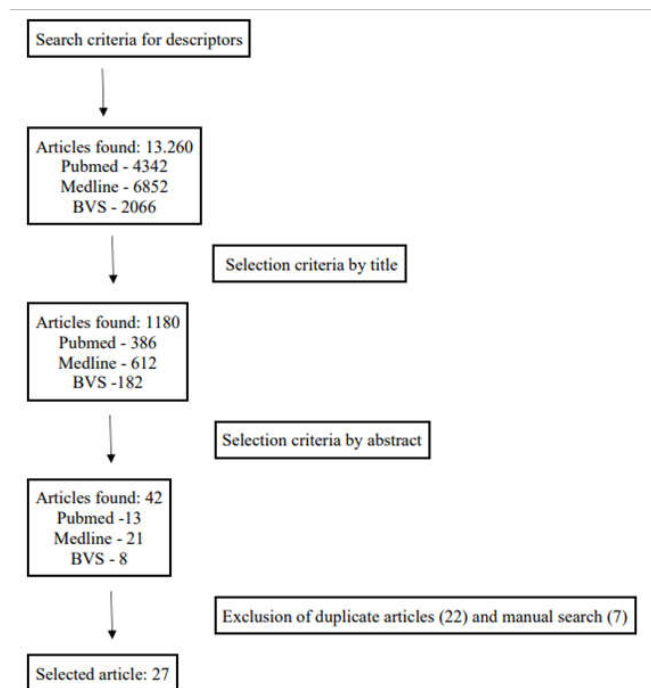 Search criteria for descriptors
Articles found: 13.260
Pubmed - 4342
Medline - 6852
BVS - 2066
Selection criteria by title
Articles found: 1180
Pubmed - 386
Medline - 612
BVS -182
Selection criteria by abstract
Articles found: 42
Pubmed -13
Medline - 21
BVS - 8
Exclusion of duplicate articles (22) and manual search (7)
Selected article: 27